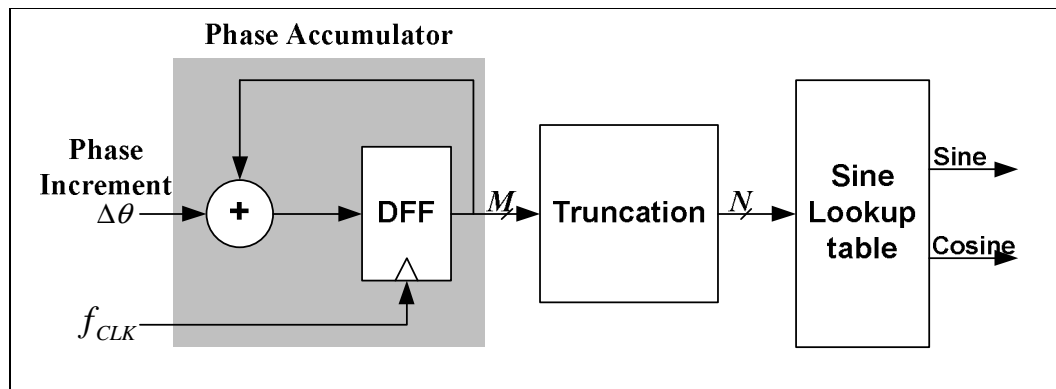 Phase Accumulator
Phase
Increment
Δθ
+
DFF
M
Truncation
N
Sine
Lookup
table
Sine
Cosine
f_CLK